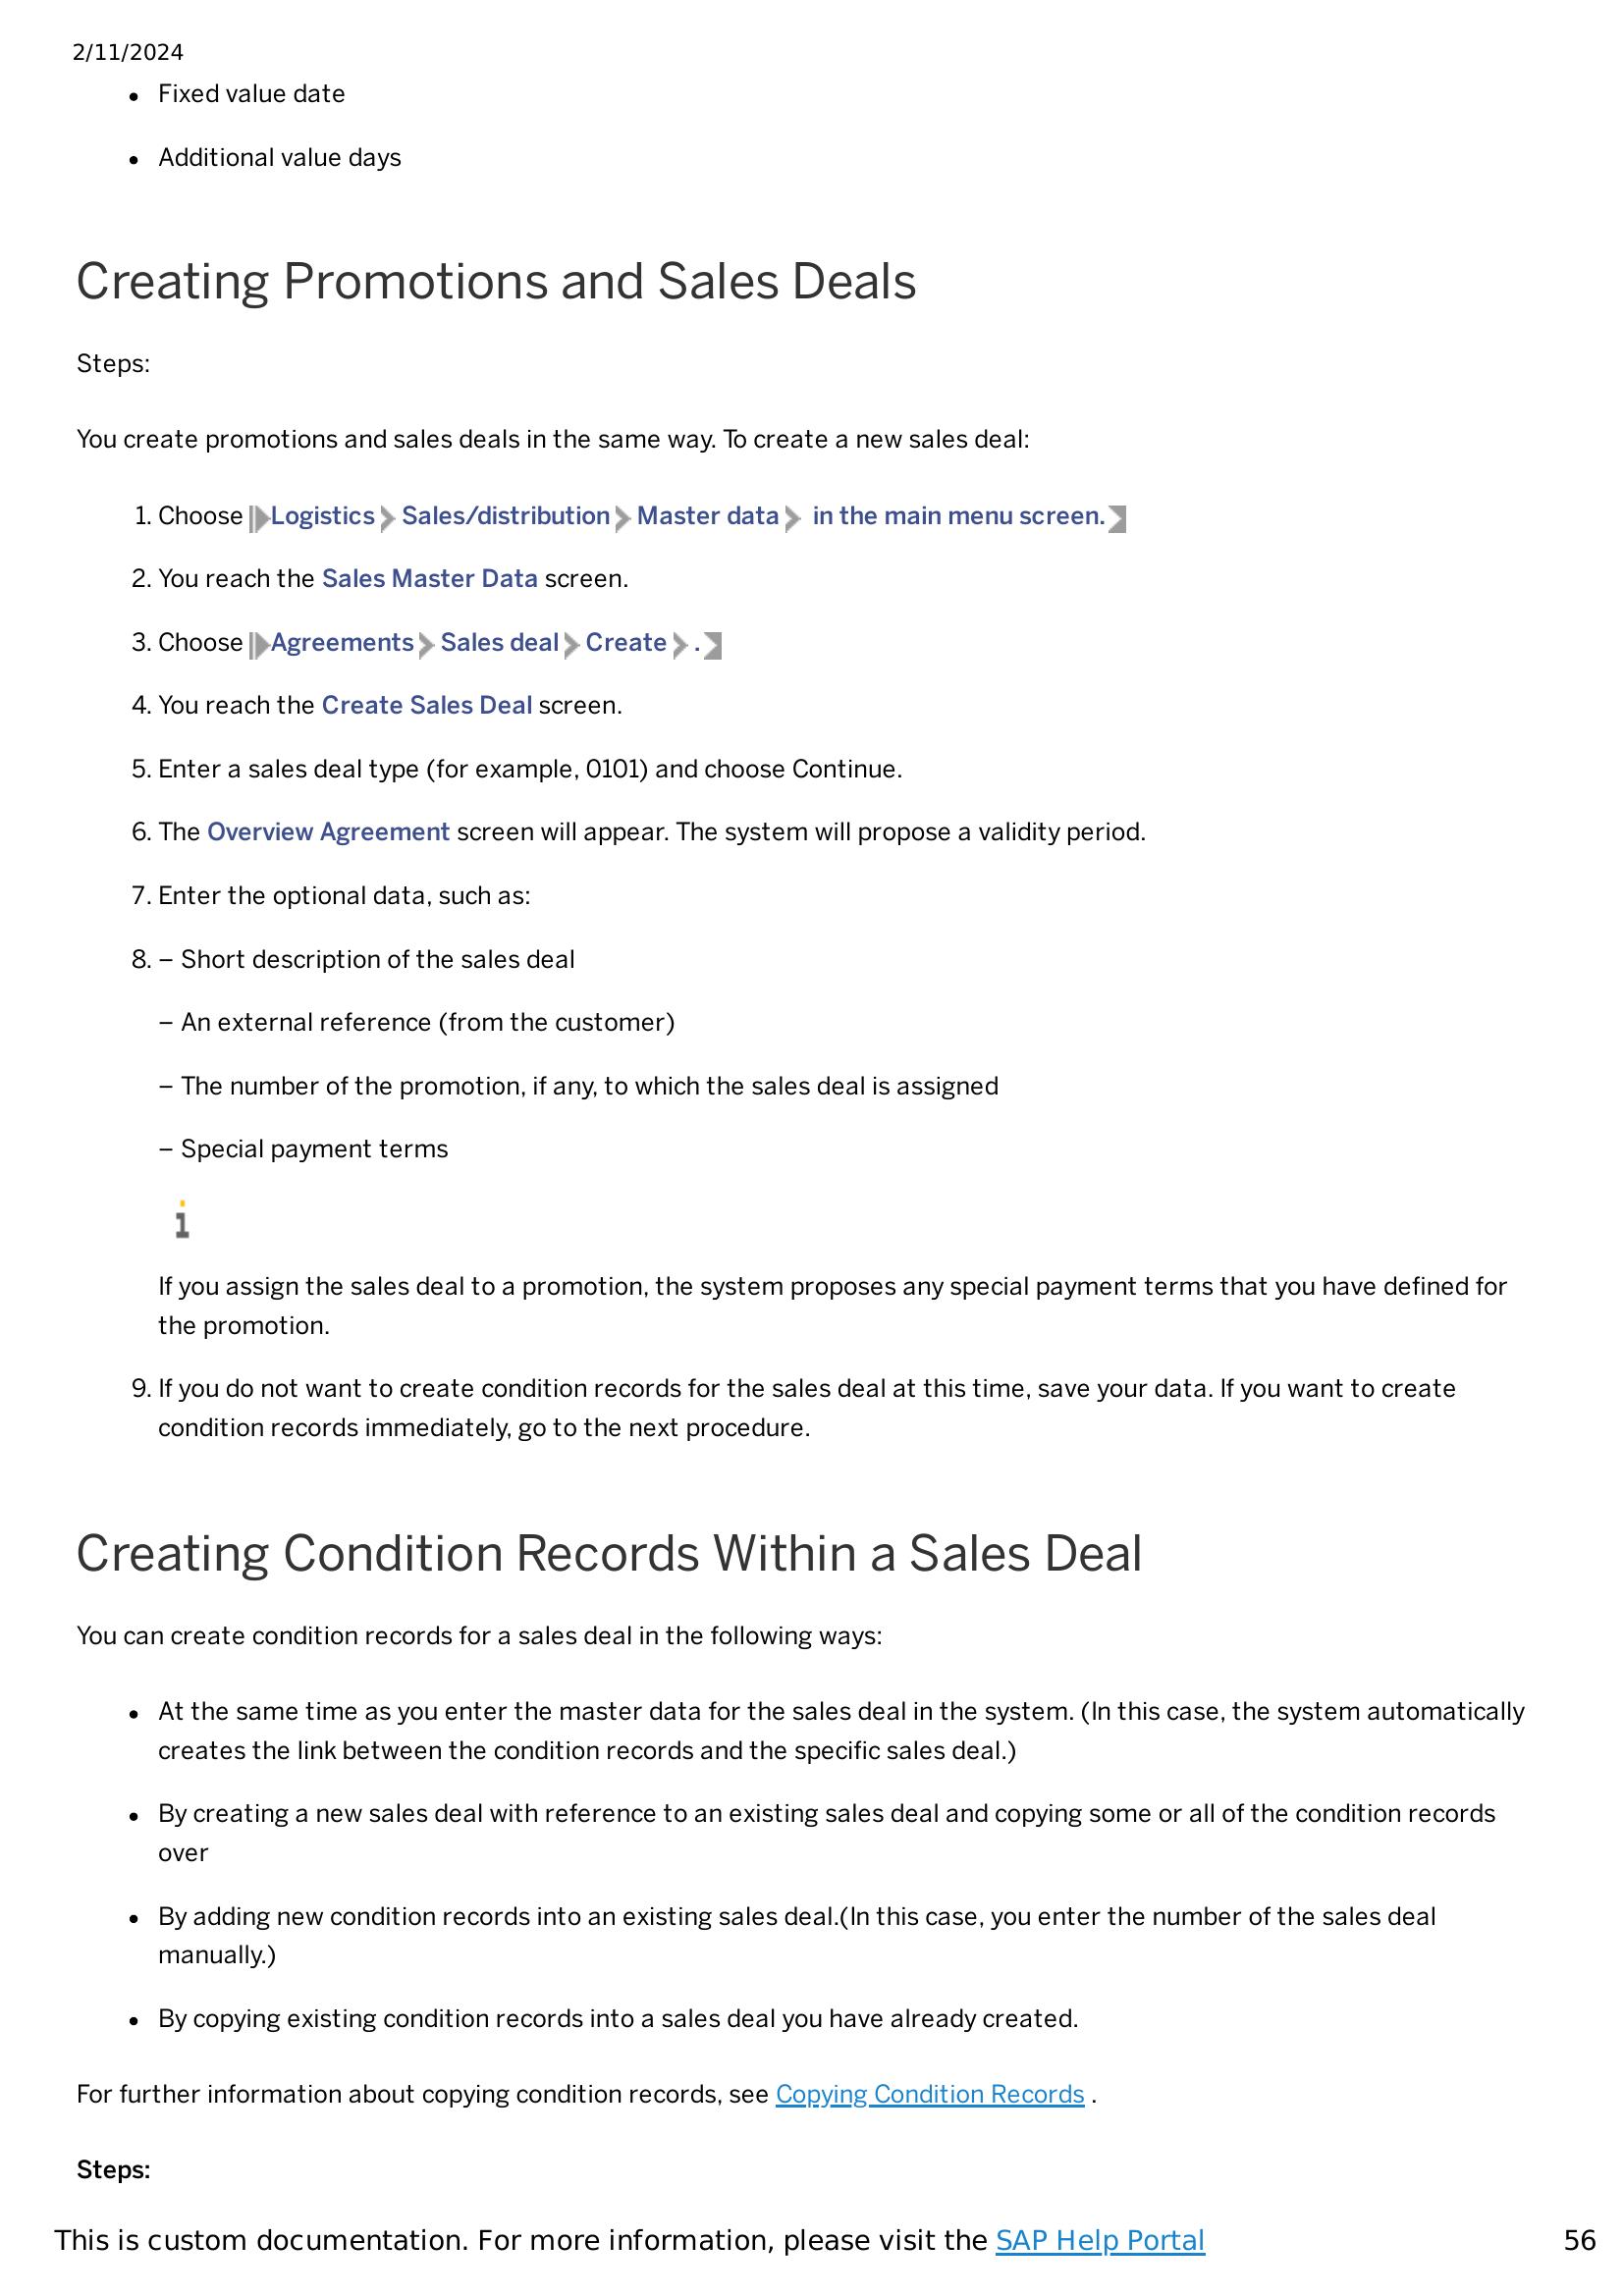 2/11/2024
• Fixed value date
• Additional value days
Creating Promotions and Sales Deals
Steps:
You create promotions and sales deals in the same way. To create a new sales deal:
1. Choose Logistics Sales/distribution Master data in the main menu screen.
2. You reach the Sales Master Data screen.
3. Choose Agreements Sales deal Create .
4. You reach the Create Sales Deal screen.
5. Enter a sales deal type (for example, 0101) and choose Continue.
6. The Overview Agreement screen will appear. The system will propose a validity period.
7. Enter the optional data, such as:
8. – Short description of the sales deal
– An external reference (from the customer)
– The number of the promotion, if any, to which the sales deal is assigned
– Special payment terms
If you assign the sales deal to a promotion, the system proposes any special payment terms that you have defined for
the promotion.
9. If you do not want to create condition records for the sales deal at this time, save your data. If you want to create
condition records immediately, go to the next procedure.
Creating Condition Records Within a Sales Deal
You can create condition records for a sales deal in the following ways:
• At the same time as you enter the master data for the sales deal in the system. (In this case, the system automatically
creates the link between the condition records and the specific sales deal.)
• By creating a new sales deal with reference to an existing sales deal and copying some or all of the condition records
over
• By adding new condition records into an existing sales deal.(In this case, you enter the number of the sales deal
manually.)
• By copying existing condition records into a sales deal you have already created.
For further information about copying condition records, see Copying Condition Records .
Steps:
This is custom documentation. For more information, please visit the SAP Help Portal 56